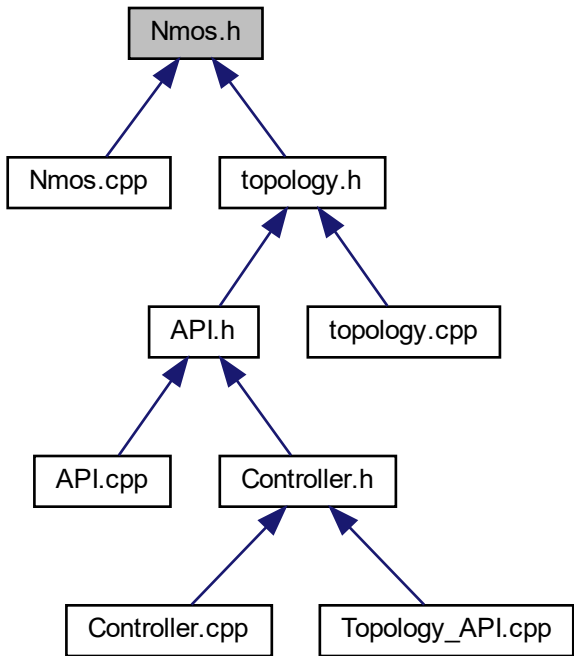 Nmos.h
Nmos.cpp
topology.h
API.h
topology.cpp
API.cpp
Controller.h
Controller.cpp
Topology_API.cpp